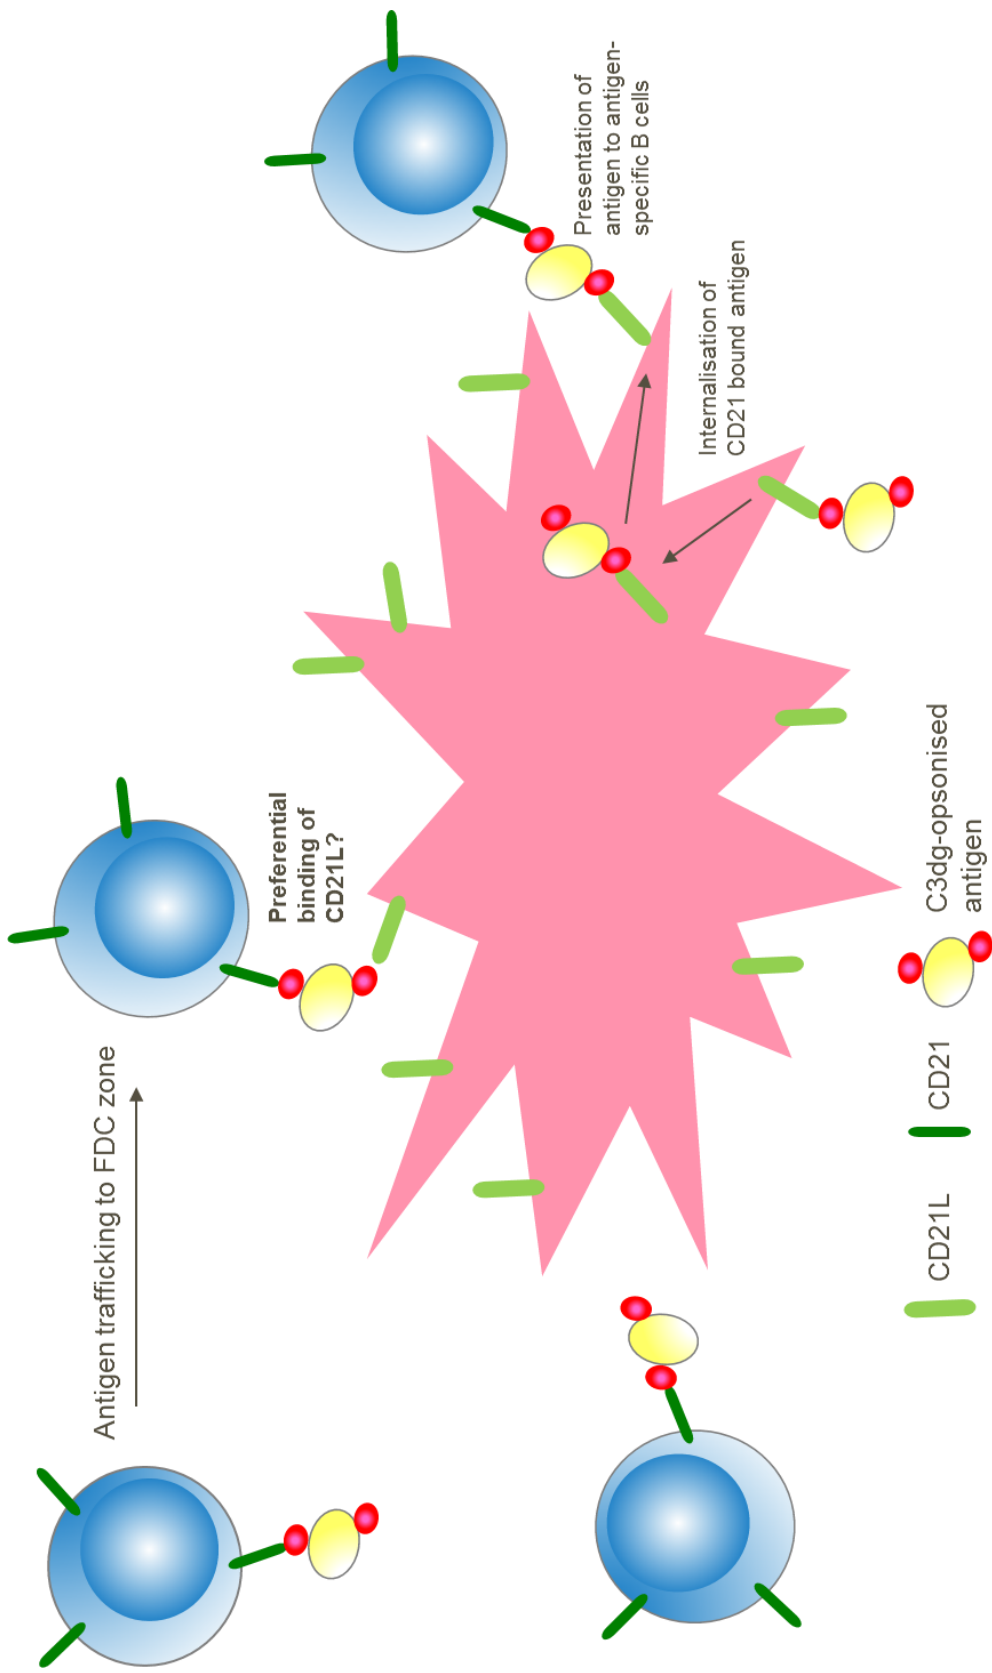 Antigen trafficking to FDC zone
Preferential
binding of
CD21L?
Presentation of
antigen to antigen-
specific B cells
Internalisation of
CD21 bound antigen
CD21L
CD21
C3dg-opsonised
antigen